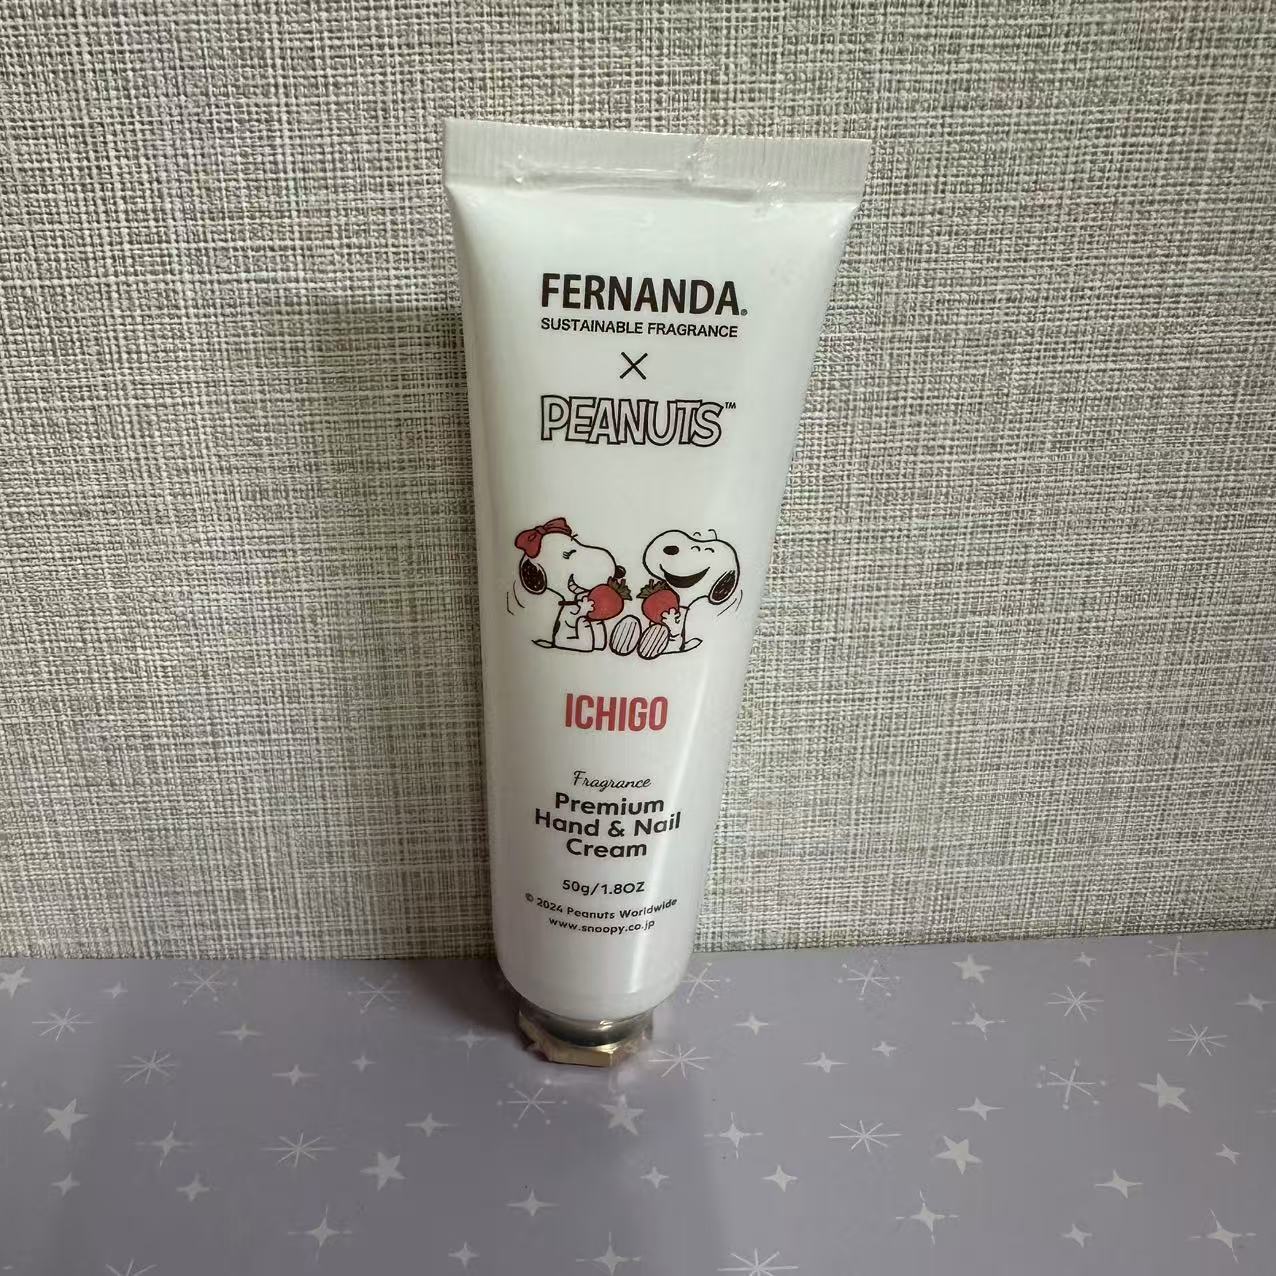 FERNANDA®
SUSTAINABLE FRAGRANCE
×
PEANUTS™
ICHIGO
Fragrance
Premium
Hand & Nail
Cream
50g/1.8OZ
© 2024 Peanuts Worldwide
www.snoopy.co.jp